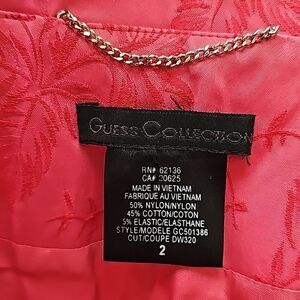 GUESS COLLECTION
RN# 62136
CA# 20625
MADE IN VIETNAM
FABRIQUE AU VIETNAM
50% NYLON/NYLON
45% COTTON/COTON
5% ELASTIC/ELASTHANE
STYLE/MODELE GC501386
CUT/COUPE DW320
2